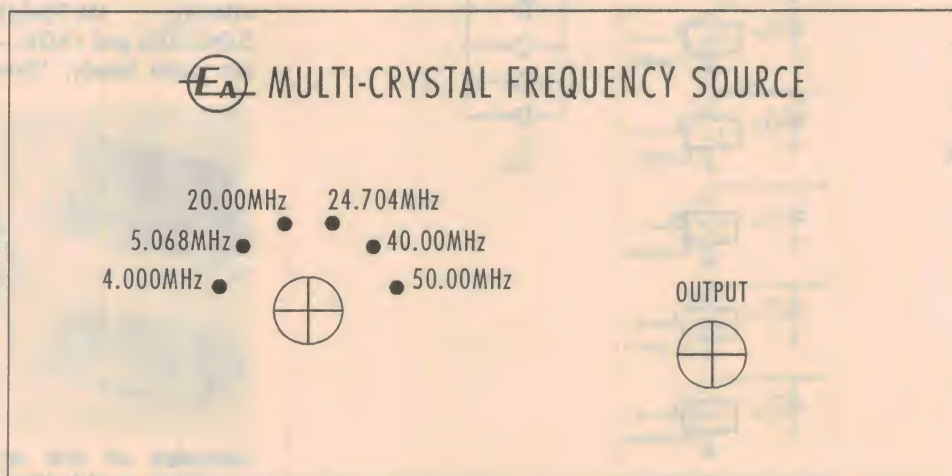 EA MULTI-CRYSTAL FREQUENCY SOURCE
20.00MHz 24.704MHz
5.068MHz 40.00MHz
4.000MHz 50.00MHz
OUTPUT